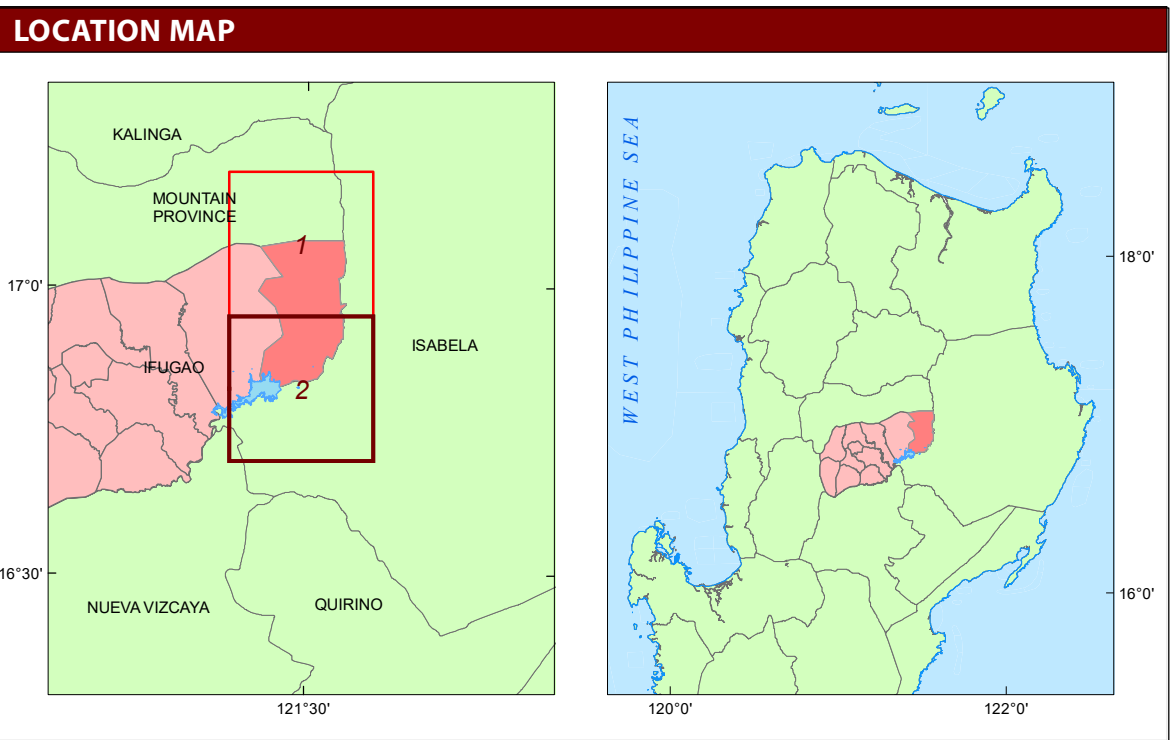 LOCATION MAP
KALINGA
MOUNTAIN
PROVINCE
1
17°0'
ISABELA
IFUGAO
2
16°30'
NUEVA VIZCAYA
QUIRINO
121°30'
WEST PHILIPPINE SEA
18°0'
16°0'
120°0'
122°0'